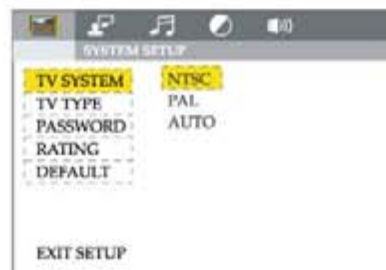 SYSTEM SETUP
TV SYSTEM NTSC
TV TYPE PAL
PASSWORD AUTO
RATING
DEFAULT
EXIT SETUP